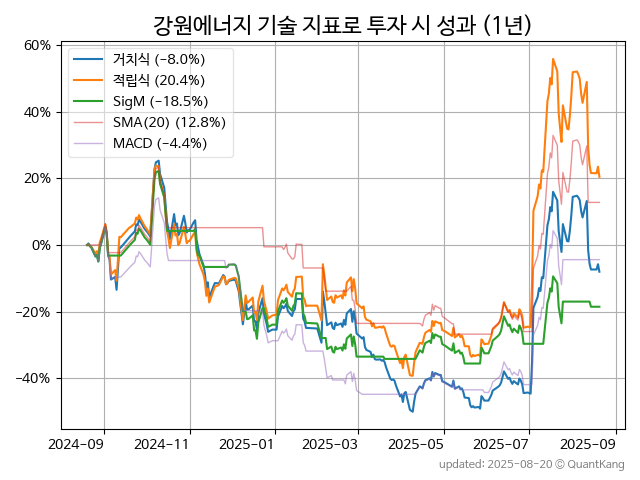 강원에너지 기술 지표로 투자 시 성과 (1년)
60%
40%
20%
0%
−20%
−40%
거치식 (−8.0%)
적립식 (20.4%)
SigM (−18.5%)
SMA(20) (12.8%)
MACD (−4.4%)
2024-09 2024-11 2025-01 2025-03 2025-05 2025-07 2025-09
updated: 2025-08-20 © QuantKang